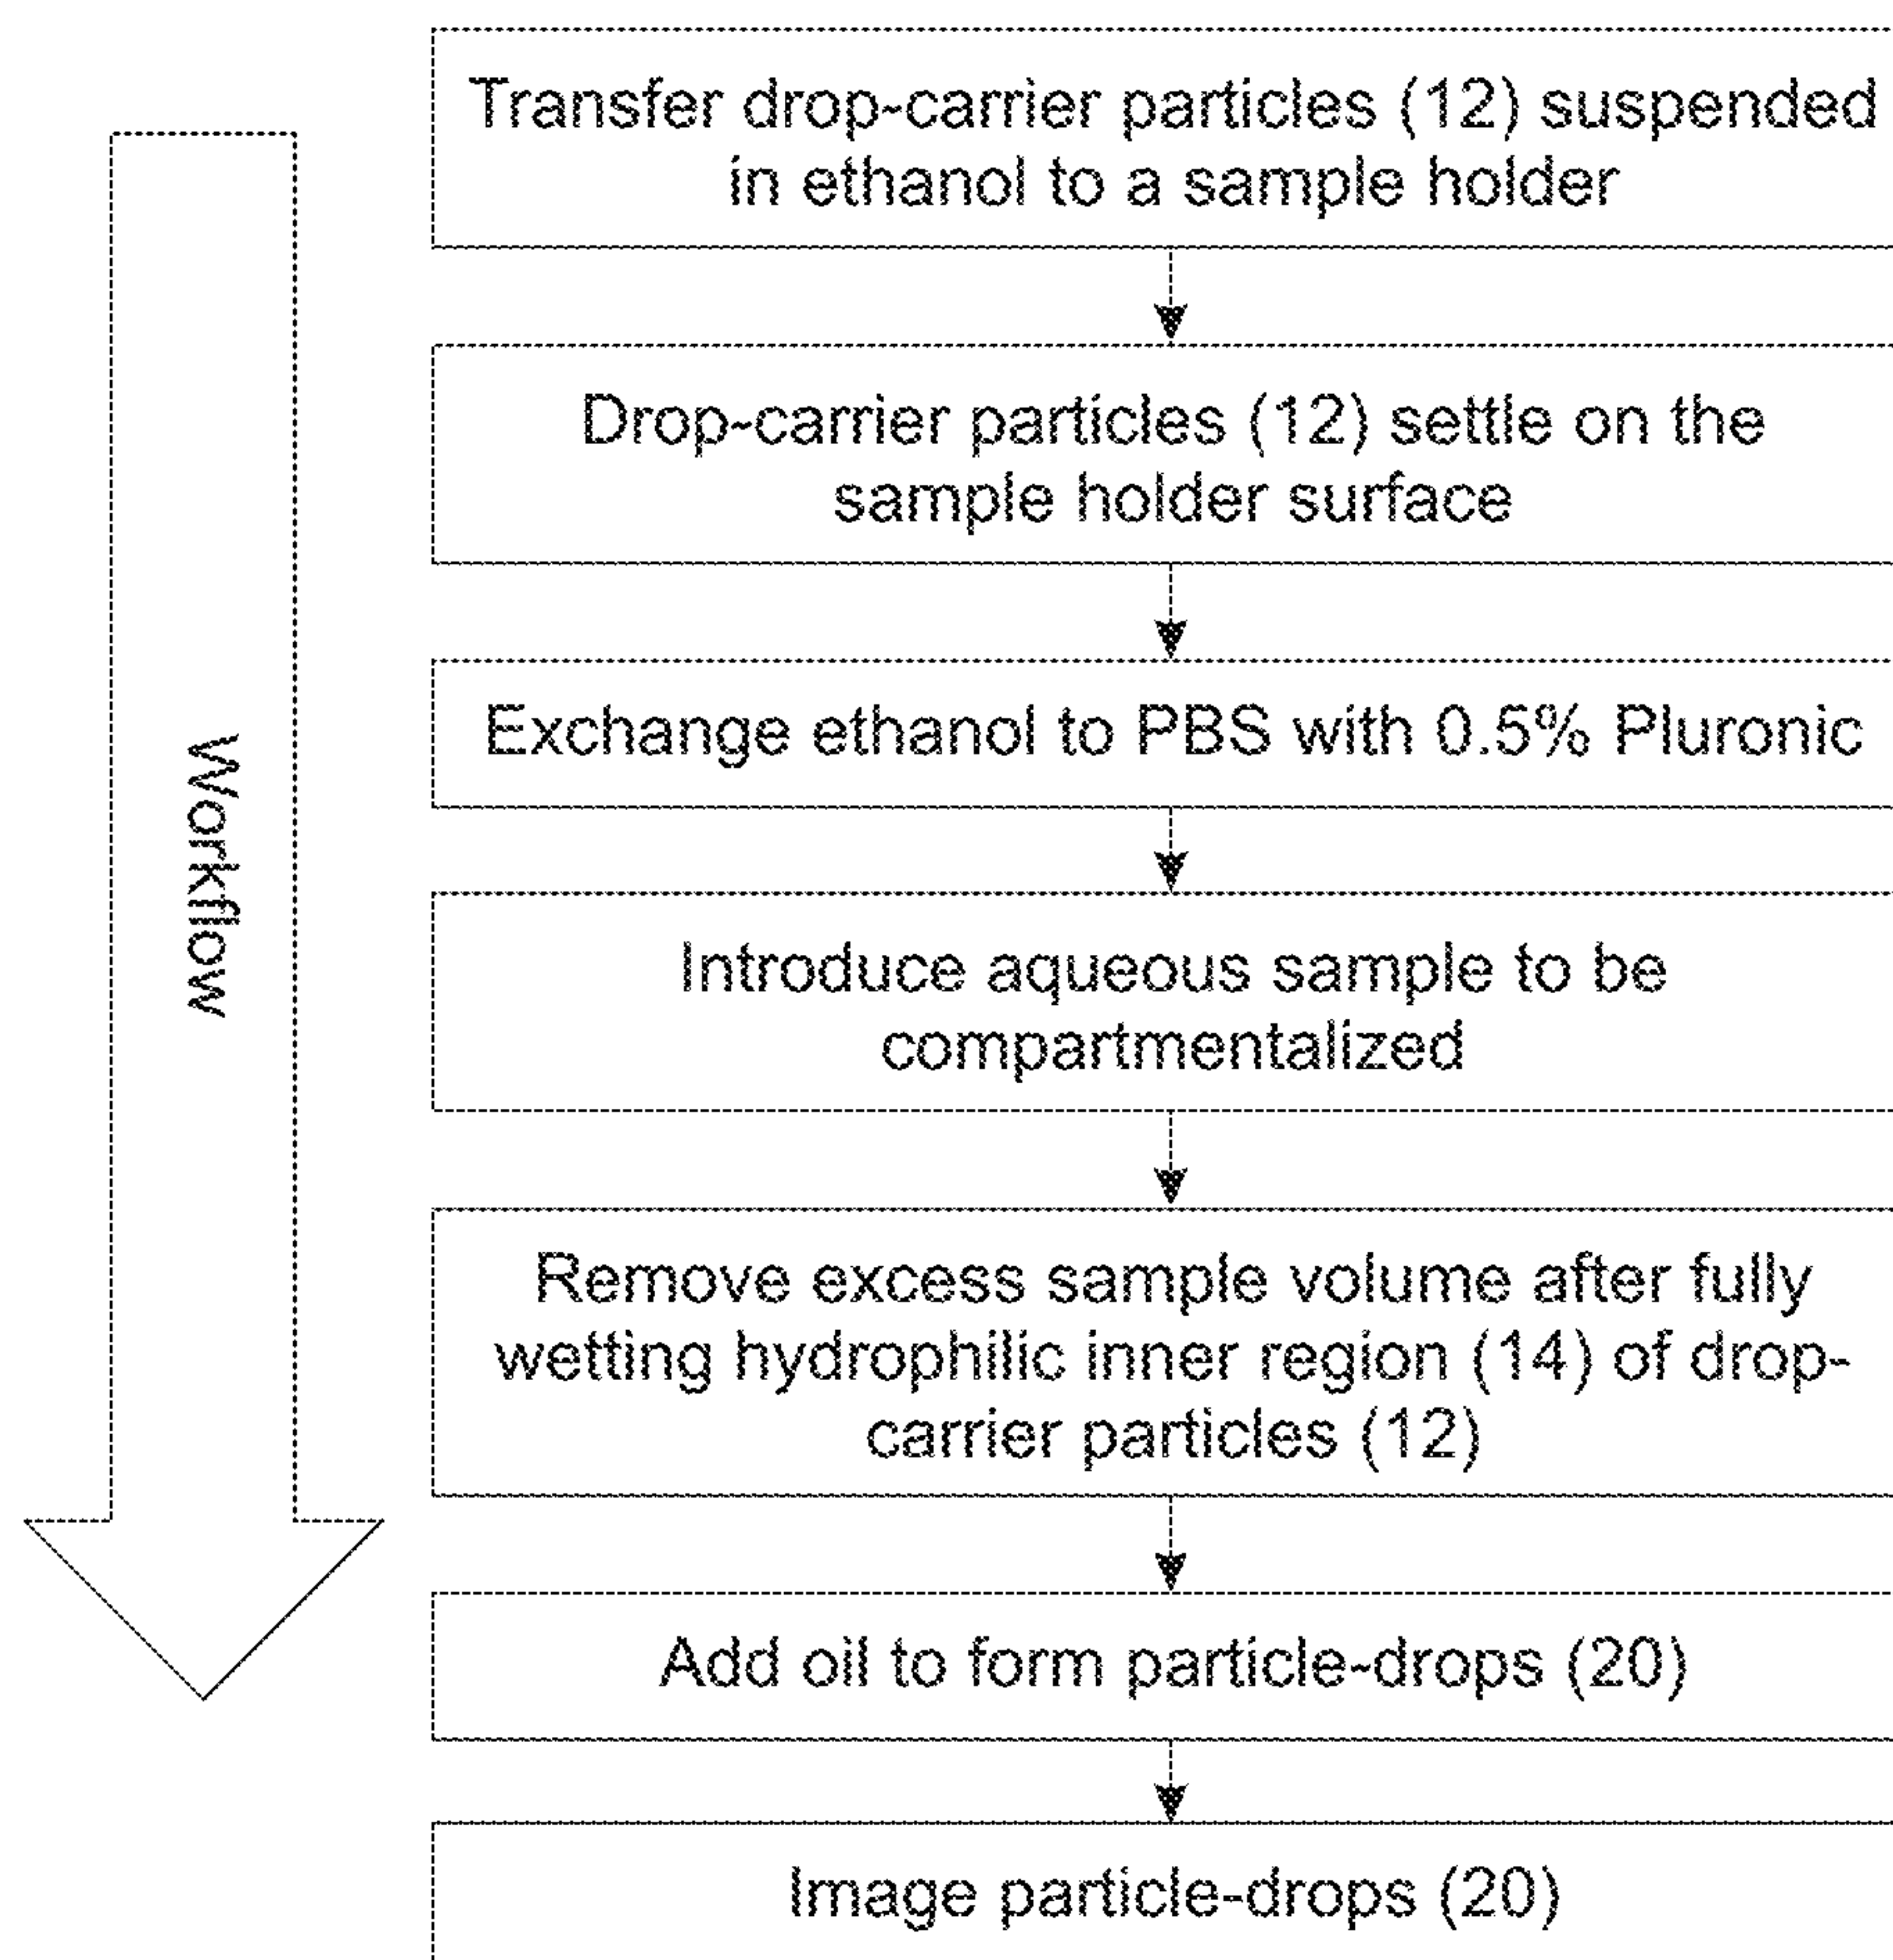 Transfer drop-carrier particles (12) suspended
in ethanol to a sample holder
Drop-carrier particles (12) settle on the
sample holder surface
Exchange ethanol to PBS with 0.5% Pluronic
Introduce aqueous sample to be
compartmentalized
Remove excess sample volume after fully
wetting hydrophilic inner region (14) of drop-
carrier particles (12)
Add oil to form particle-drops (20)
Image particle-drops (20)
Workflow